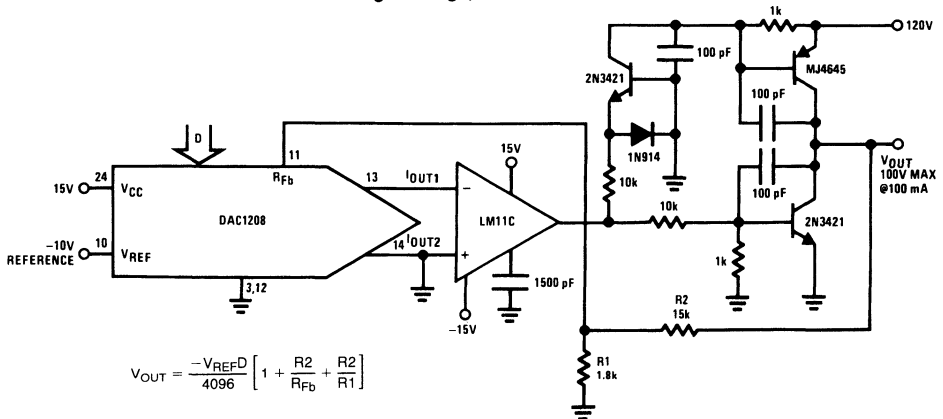 1k
120V
100 pF
2N3421
MJ4645
100 pF
D
11
1N914
VOUT
100V MAX
@100 mA
15V
RFb
13
IOUT1
10k
100 pF
15V
24
VCC
−
DAC1208
LM11C
10k
2N3421
−10V
REFERENCE
10
VREF
14
IOUT2
+
1k
3,12
1500 pF
−15V
R2
15k
R1
1.8k
VOUT = −VREFD / 4096 [ 1 + R2 / RFb + R2 / R1 ]